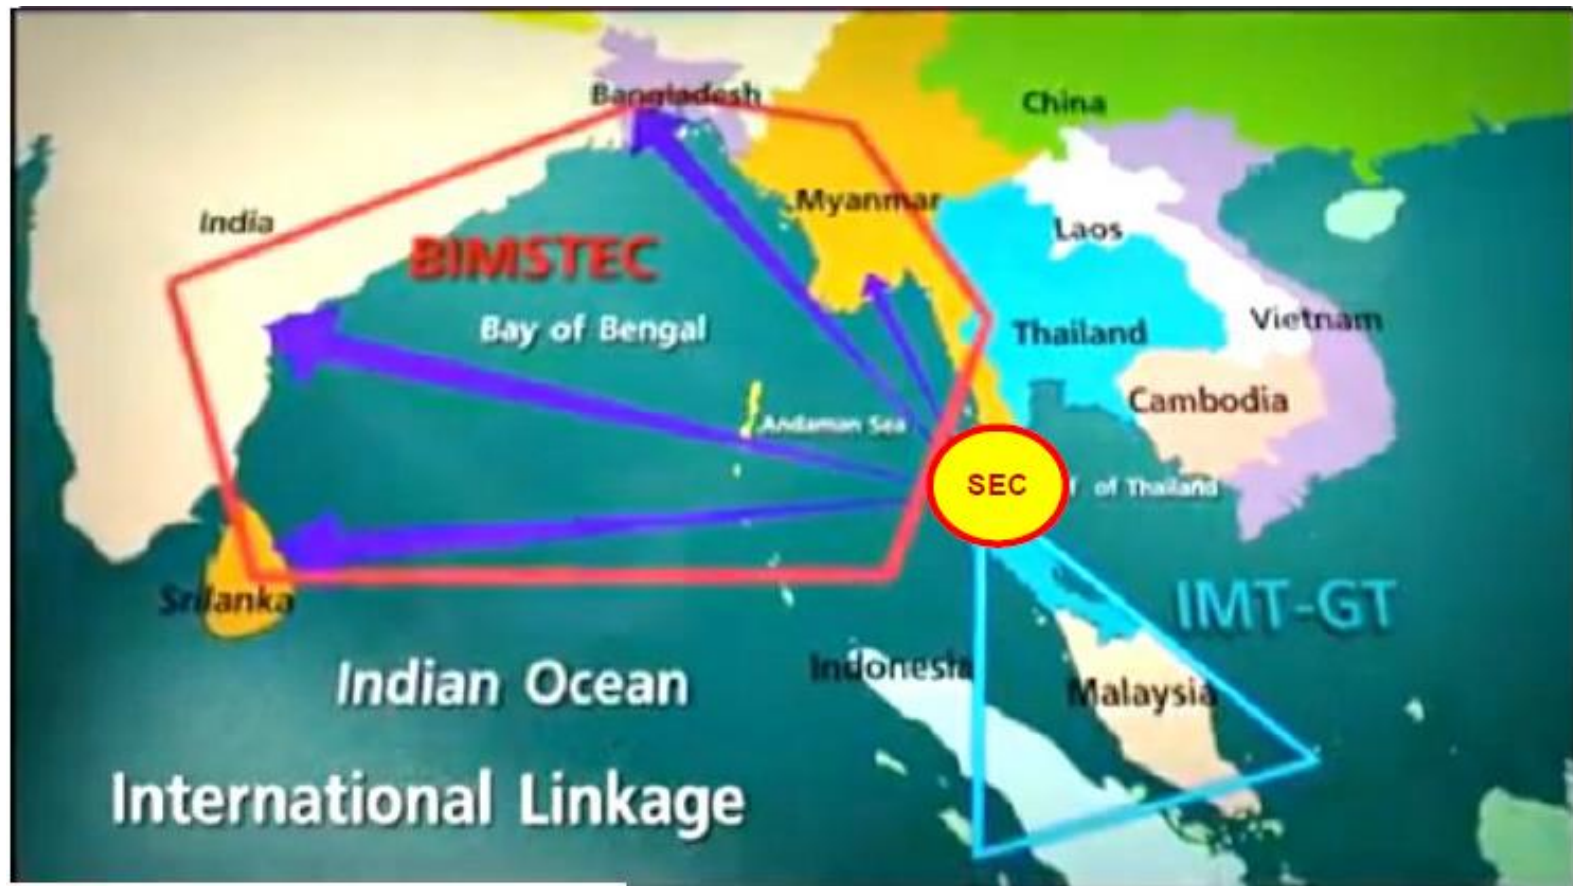 Bangladesh
China
Myanmar
India
Laos
BIMSTEC
Bay of Bengal
Thailand
Vietnam
Cambodia
Andaman Sea
SEC
of Thailand
Srilanka
IMT-GT
Indonesia
Malaysia
Indian Ocean
International Linkage